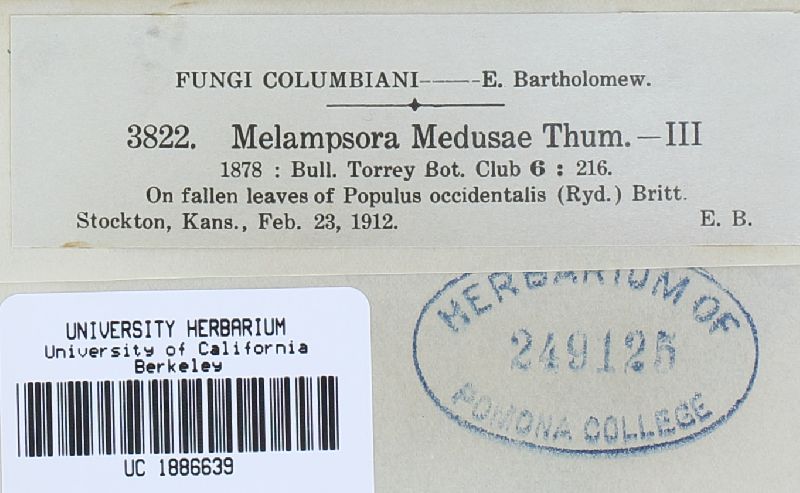 FUNGI COLUMBIANI——E. Bartholomew.
3822. Melampsora Medusae Thum.—III
1878 : Bull. Torrey Bot. Club 6 : 216.
On fallen leaves of Populus occidentalis (Ryd.) Britt.
Stockton, Kans., Feb. 23, 1912. E. B.
HERBARIUM OF
249125
POMONA COLLEGE
UNIVERSITY HERBARIUM
University of California
Berkeley
UC 1886639